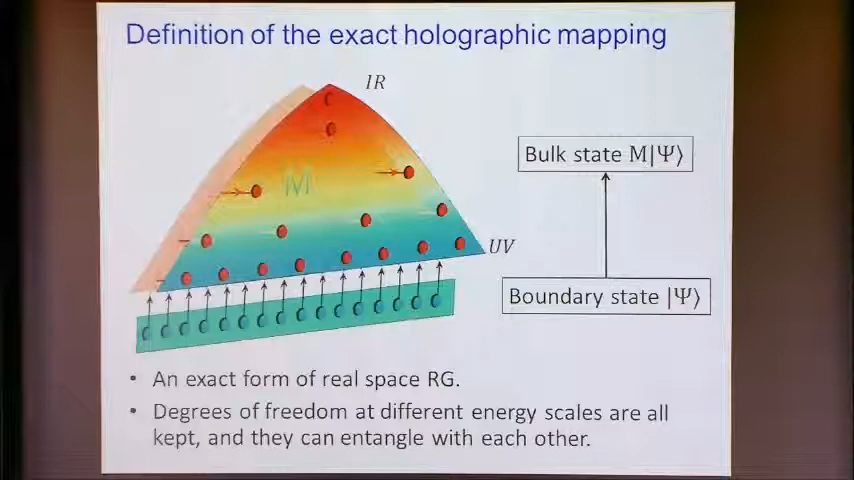 Definition of the exact holographic mapping
IR
M
UV
Bulk state M|Ψ⟩
Boundary state |Ψ⟩
• An exact form of real space RG.
• Degrees of freedom at different energy scales are all
kept, and they can entangle with each other.